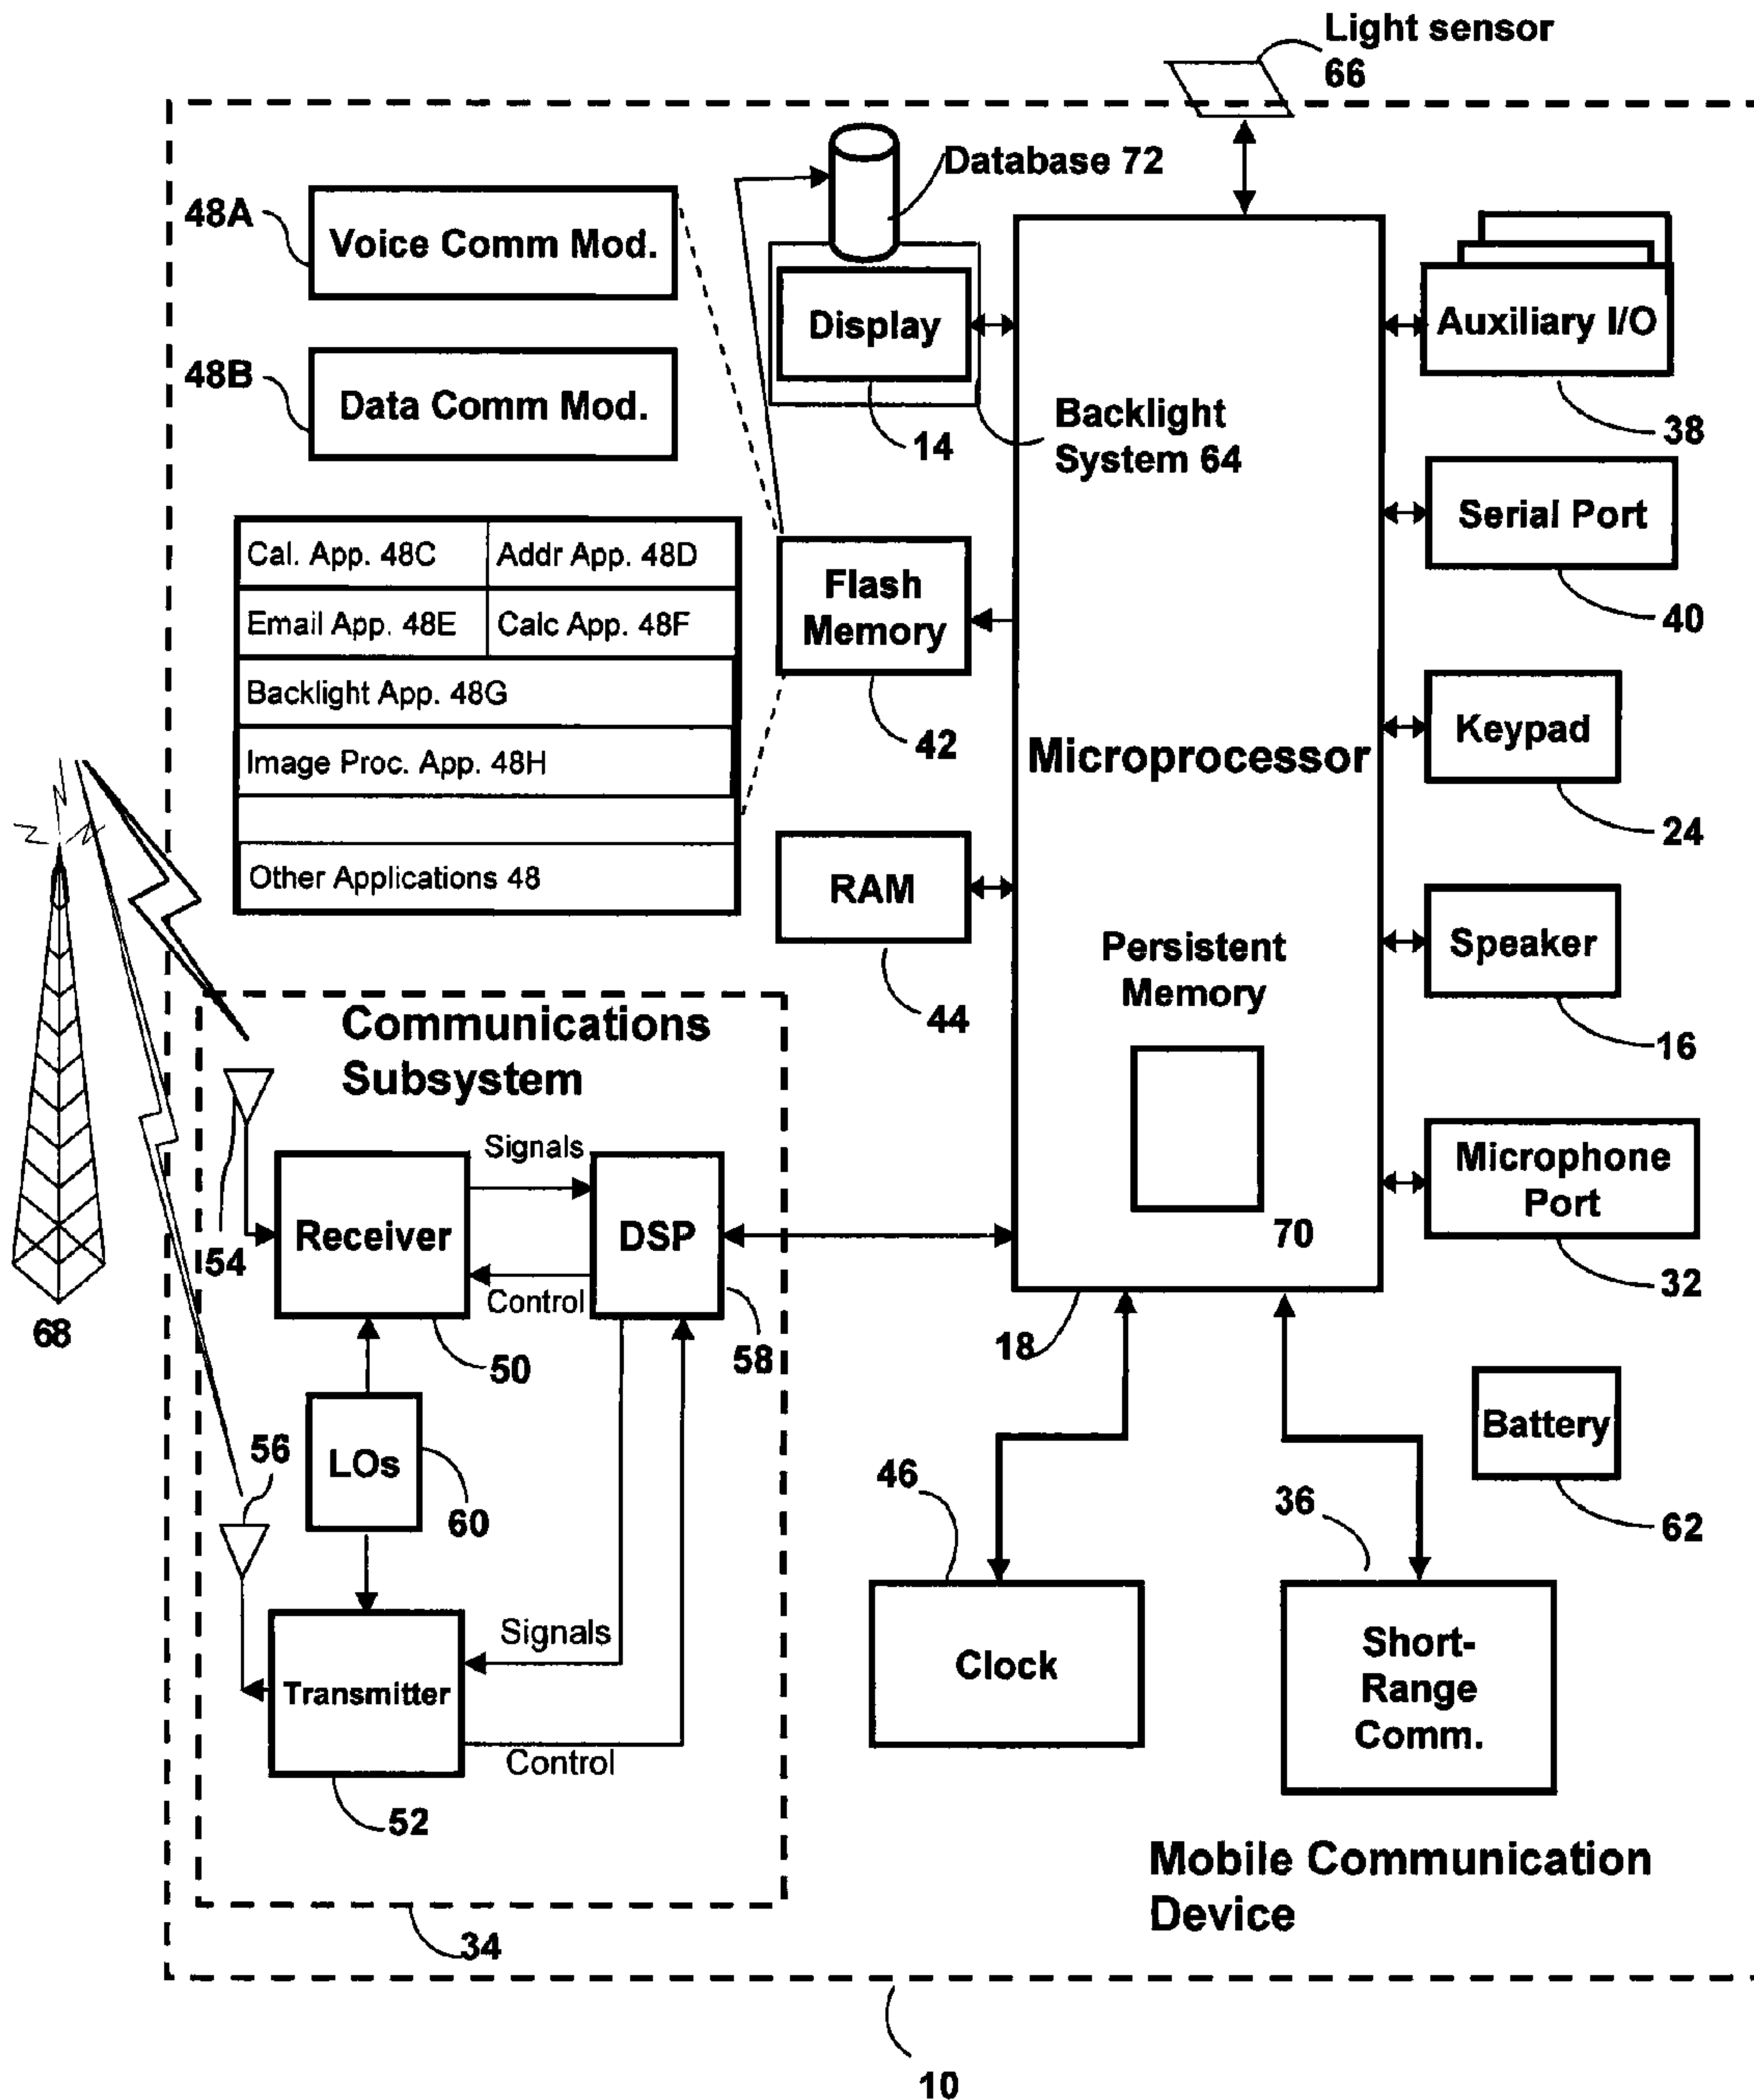 Light sensor
66
Database 72
48A
Voice Comm Mod.
48B
Data Comm Mod.
Display
14
Backlight
System 64
Auxiliary I/O
38
Serial Port
40
Cal. App. 48C
Addr App. 48D
Email App. 48E
Calc App. 48F
Backlight App. 48G
Image Proc. App. 48H
Other Applications 48
Flash
Memory
42
Microprocessor
Keypad
24
RAM
44
Persistent
Memory
70
Speaker
16
Microphone
Port
32
18
68
Communications
Subsystem
54
Receiver
50
Signals
Control
DSP
58
LOs
60
56
Transmitter
52
Signals
Control
34
46
Clock
36
Short-
Range
Comm.
Battery
62
Mobile Communication
Device
10